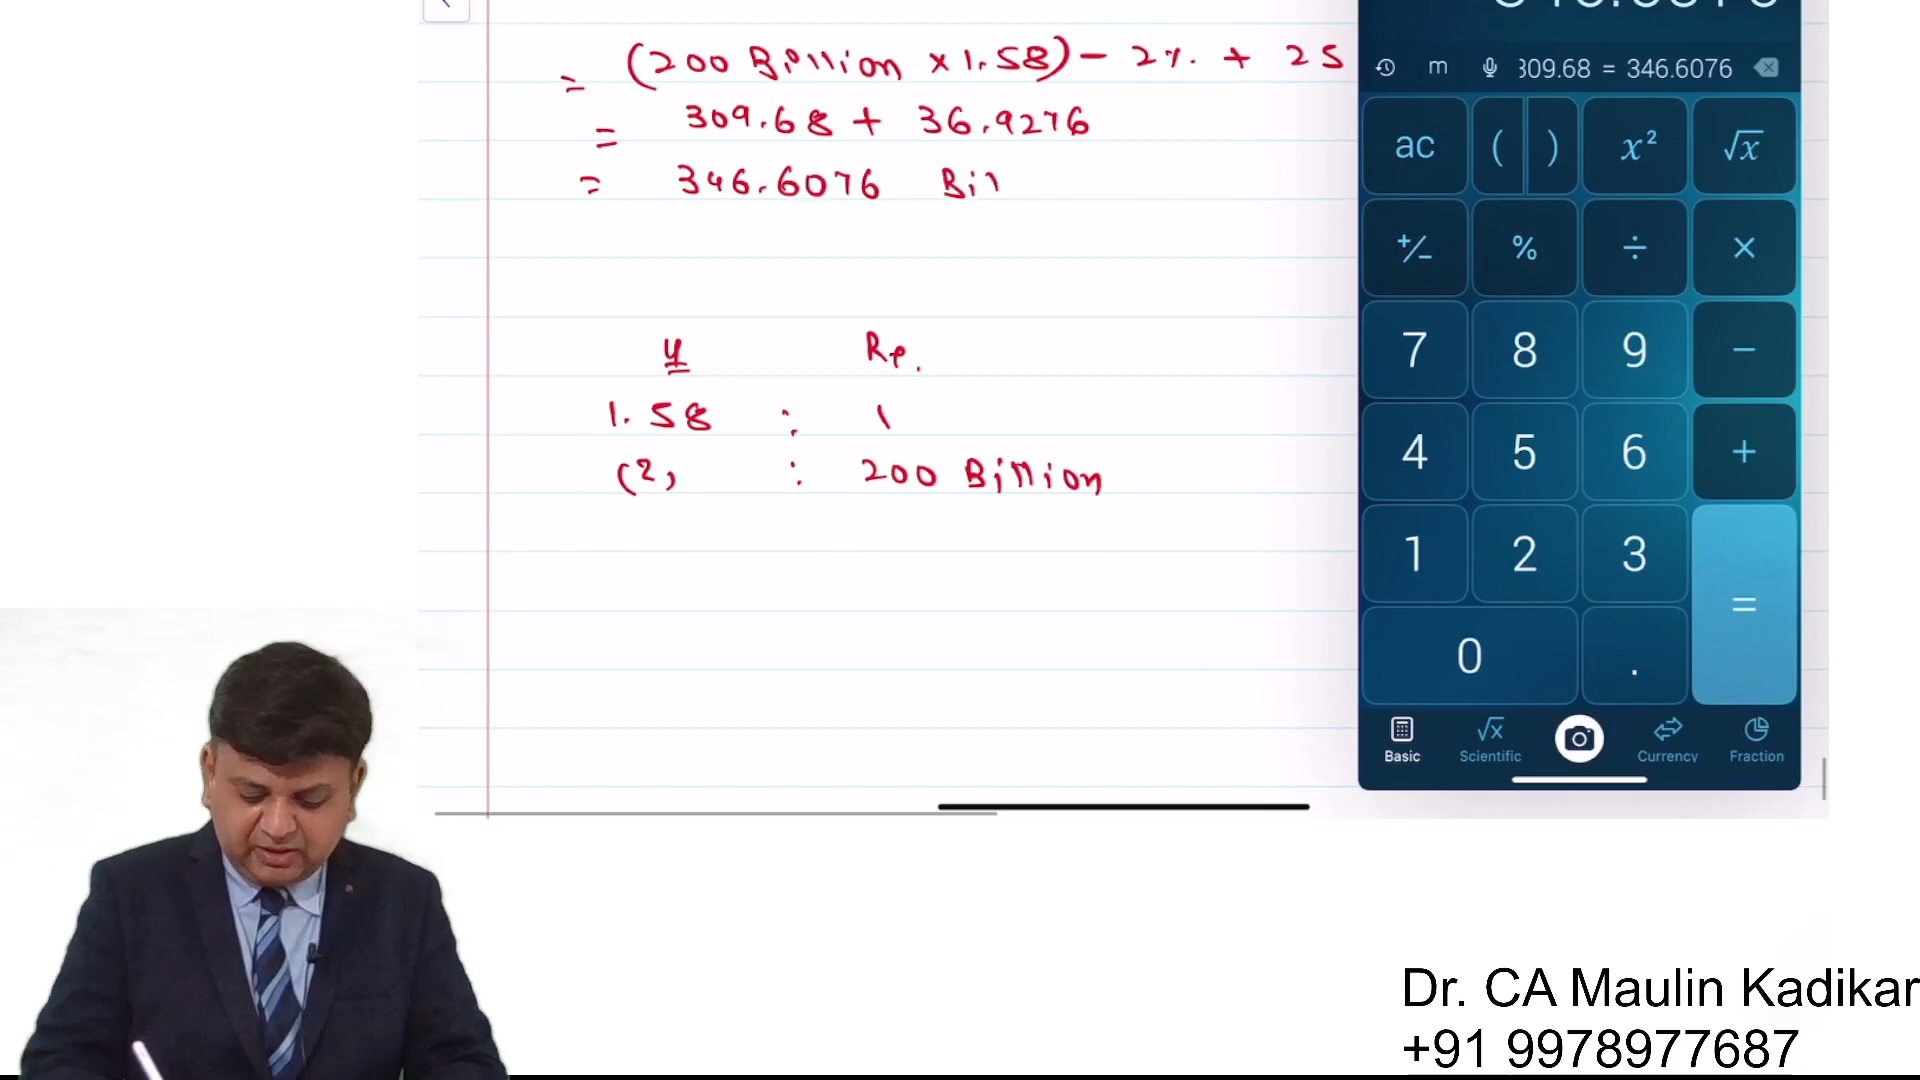 = (200 Billion × 1.58) - 2%. + 25
= 309.68 + 36.9276
= 346.6076 Bil
¥ Rp.
1.58 : 1
(?) : 200 Billion
m 309.68 = 346.6076
ac ( ) x² √x
+/- % ÷ ×
7 8 9 −
4 5 6 +
1 2 3 =
0 .
Basic √x Scientific Currency Fraction
Dr. CA Maulin Kadikar
+91 9978977687